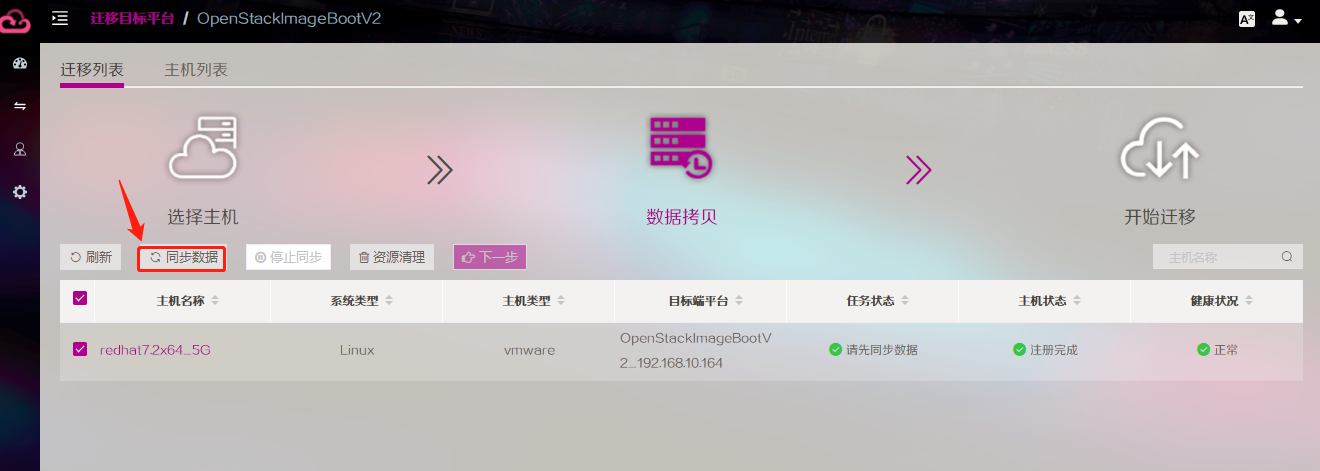 迁移目标平台 / OpenStackImageBootV2
迁移列表 主机列表
选择主机 数据拷贝 开始迁移
刷新 同步数据 停止同步 资源清理 下一步 主机名称
主机名称 系统类型 主机类型 目标端平台 任务状态 主机状态 健康状况
redhat7.2x64_5G Linux vmware OpenStackImageBootV 请先同步数据 注册完成 正常
2_192.168.10.164